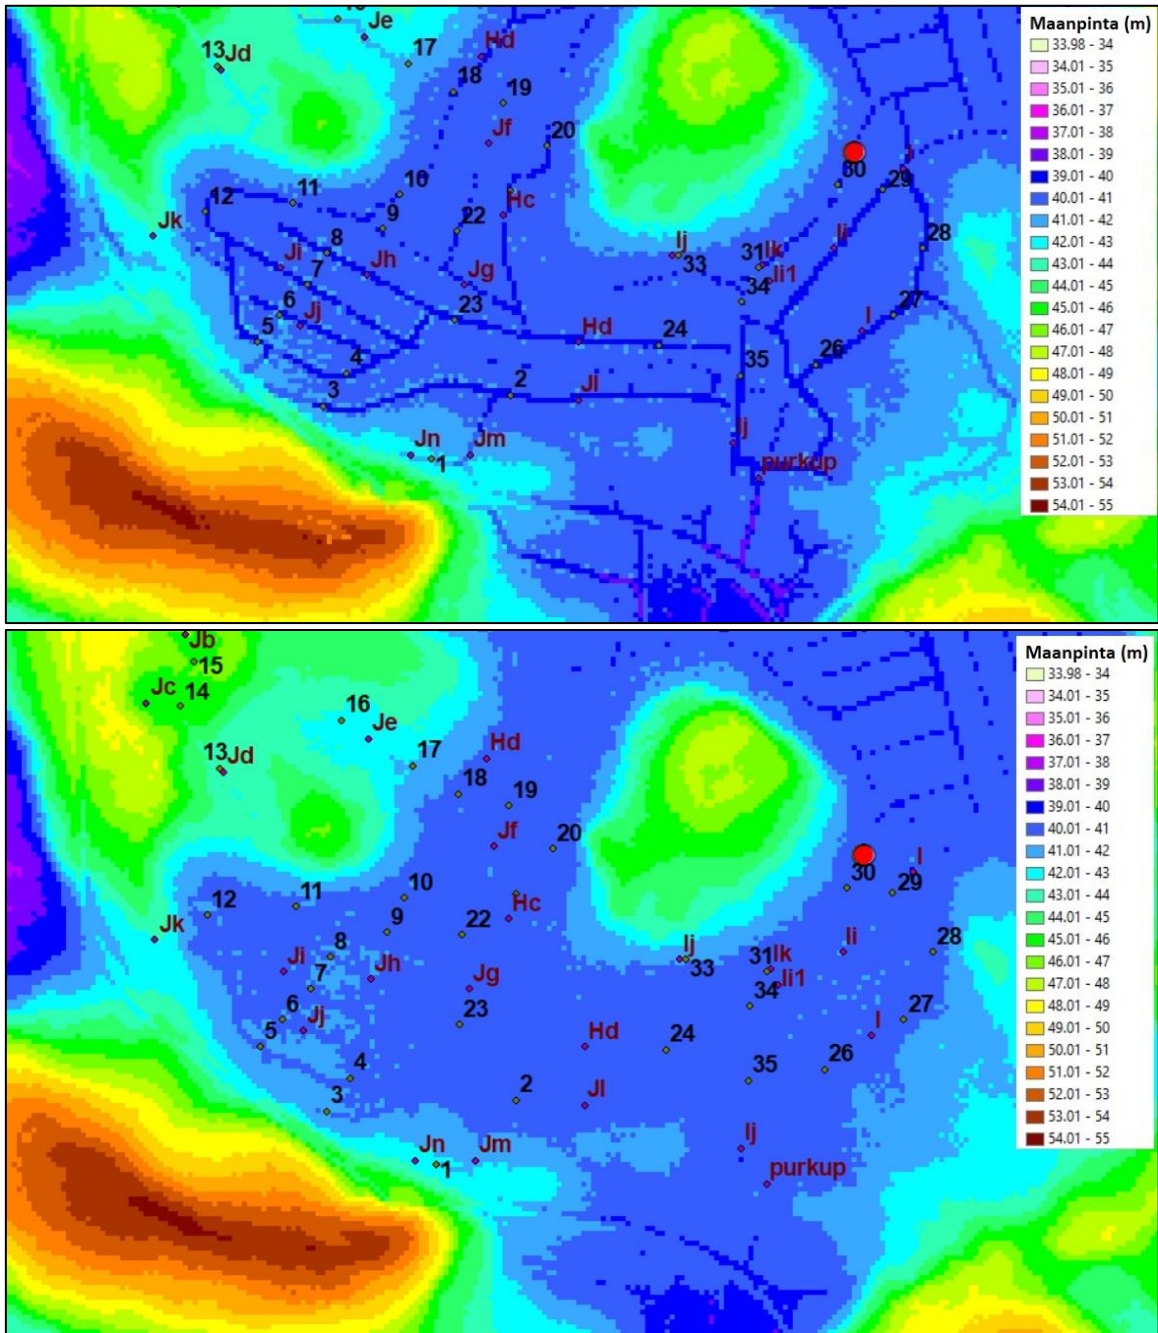 Maanpinta (m)
33.98 - 34
34.01 - 35
35.01 - 36
36.01 - 37
37.01 - 38
38.01 - 39
39.01 - 40
40.01 - 41
41.01 - 42
42.01 - 43
43.01 - 44
44.01 - 45
45.01 - 46
46.01 - 47
47.01 - 48
48.01 - 49
49.01 - 50
50.01 - 51
51.01 - 52
52.01 - 53
53.01 - 54
54.01 - 55
Je
Hd
17
13
Jd
18
19
20
Jf
30
29
12
11
10
Hc
Jk
9
22
8
Ij
33
31
Ik
Ii
28
Ji
7
Jh
Jg
Ii1
34
6
Jj
23
27
I
5
Hd
24
26
4
35
3
2
Jl
Jn
1
Jm
Ij
purkup
Maanpinta (m)
33.98 - 34
34.01 - 35
35.01 - 36
36.01 - 37
37.01 - 38
38.01 - 39
39.01 - 40
40.01 - 41
41.01 - 42
42.01 - 43
43.01 - 44
44.01 - 45
45.01 - 46
46.01 - 47
47.01 - 48
48.01 - 49
49.01 - 50
50.01 - 51
51.01 - 52
52.01 - 53
53.01 - 54
54.01 - 55
Jb
15
Jc
14
16
Je
13
Jd
17
Hd
18
19
Jf
20
I
30
29
12
11
10
Hc
Jk
9
22
8
Ij
33
31
Ik
Ii
28
Ji
7
Jh
Jg
Ii1
34
6
Jj
23
27
I
5
Hd
24
26
4
35
3
2
Jl
Jn
1
Jm
Ij
purkup